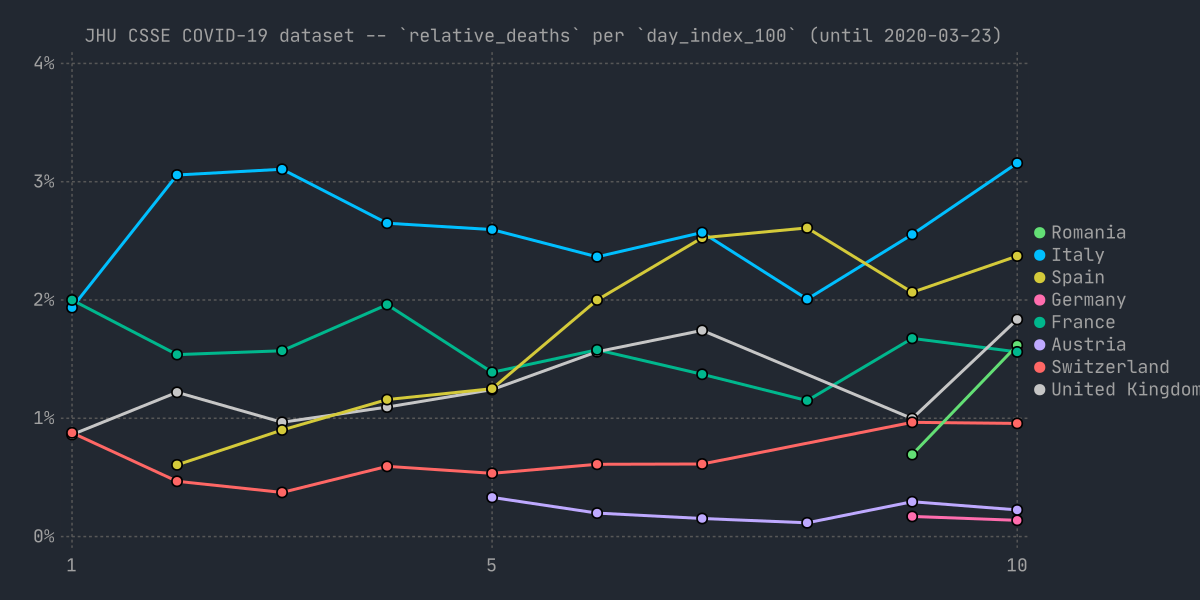 JHU CSSE COVID-19 dataset -- `relative_deaths` per `day_index_100` (until 2020-03-23)
4%
3%
2%
1%
0%
1 5 10
Romania
Italy
Spain
Germany
France
Austria
Switzerland
United Kingdom